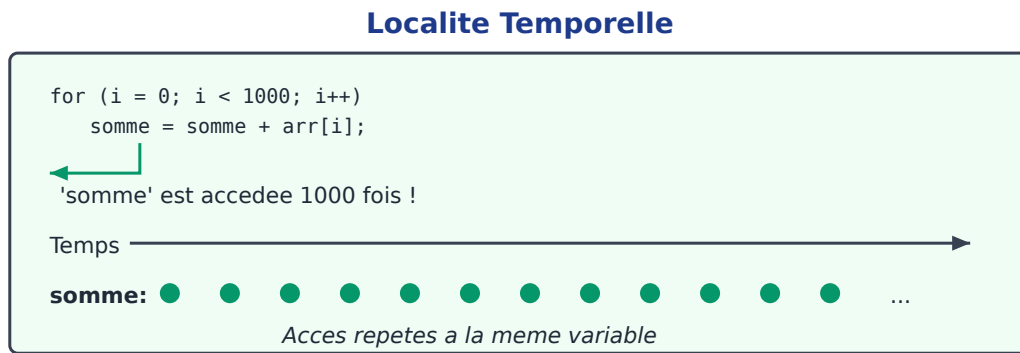 Localite Temporelle
for (i = 0; i < 1000; i++)
somme = somme + arr[i];
'somme' est accedee 1000 fois !
Temps
somme:
...
Acces repetes a la meme variable